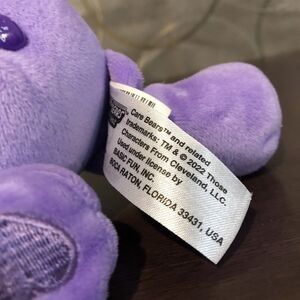 Care Bears™ and related
trademarks: TM & © 2022 Those
Characters From Cleveland, LLC.
Used under license by
BASIC FUN, INC.
BOCA RATON, FLORIDA 33431, USA